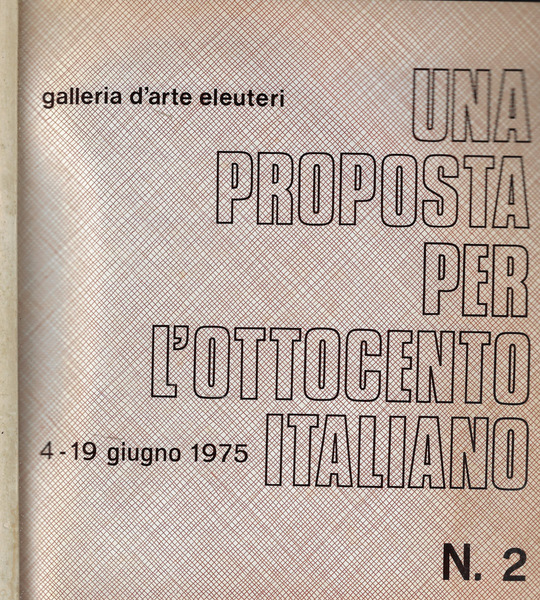 galleria d'arte eleuteri
UNA
PROPOSTA
PER
L'OTTOCENTO
ITALIANO
4-19 giugno 1975
N. 2